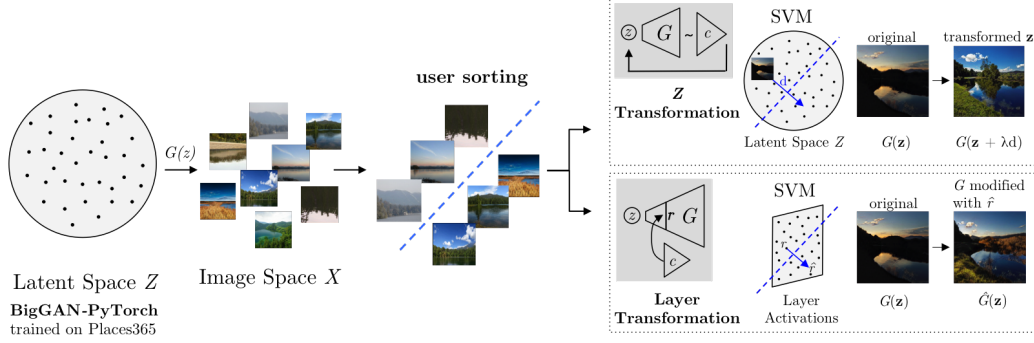 G(z)
Latent Space Z
BigGAN-PyTorch
trained on Places365
Image Space X
user sorting
z
G
~
c
Z
Transformation
SVM
d
Latent Space Z
original
G(z)
transformed z
G(z + λd)
z
r
G
c
Layer
Transformation
SVM
r
r̂
Layer
Activations
original
G(z)
G modified
with r̂
Ĝ(z)